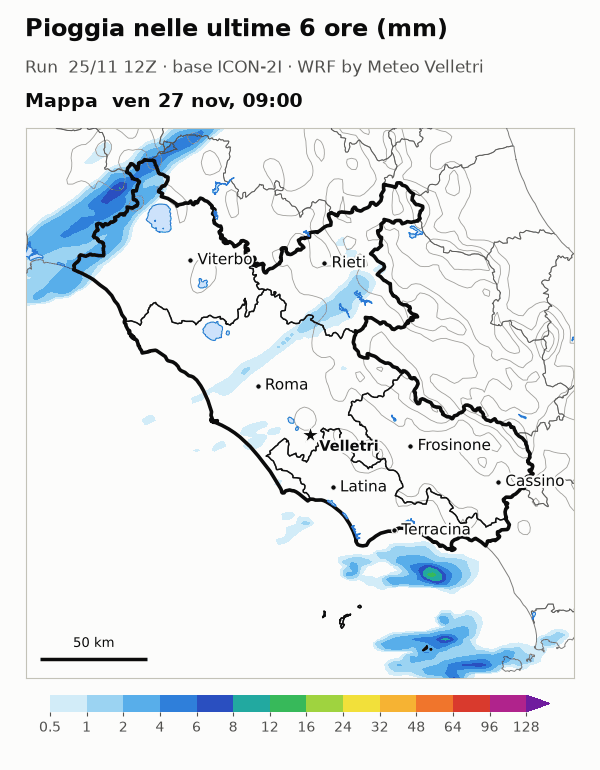 Pioggia nelle ultime 6 ore (mm)
Run  25/11 12Z · base ICON-2I · WRF by Meteo Velletri
Mappa  ven 27 nov, 09:00
Viterbo
Rieti
Roma
Velletri
Frosinone
Cassino
Latina
Terracina
50 km
0.5 1 2 4 6 8 12 16 24 32 48 64 96 128